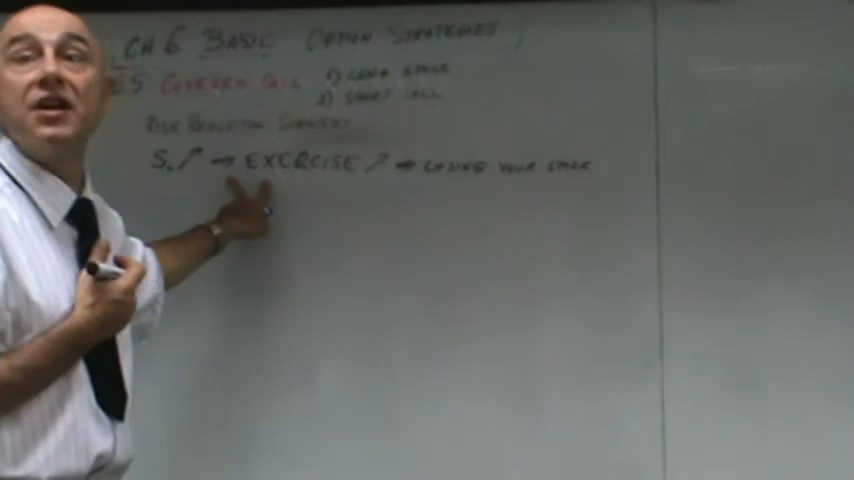 CH 6 BASIC OPTION STRATEGIES
ES COVERED CALL 1) LONG STOCK
2) SHORT CALL
RISK REDUCTION STRATEGY
S. ↗ → EXERCISE ↗ → LOSING YOUR STOCK